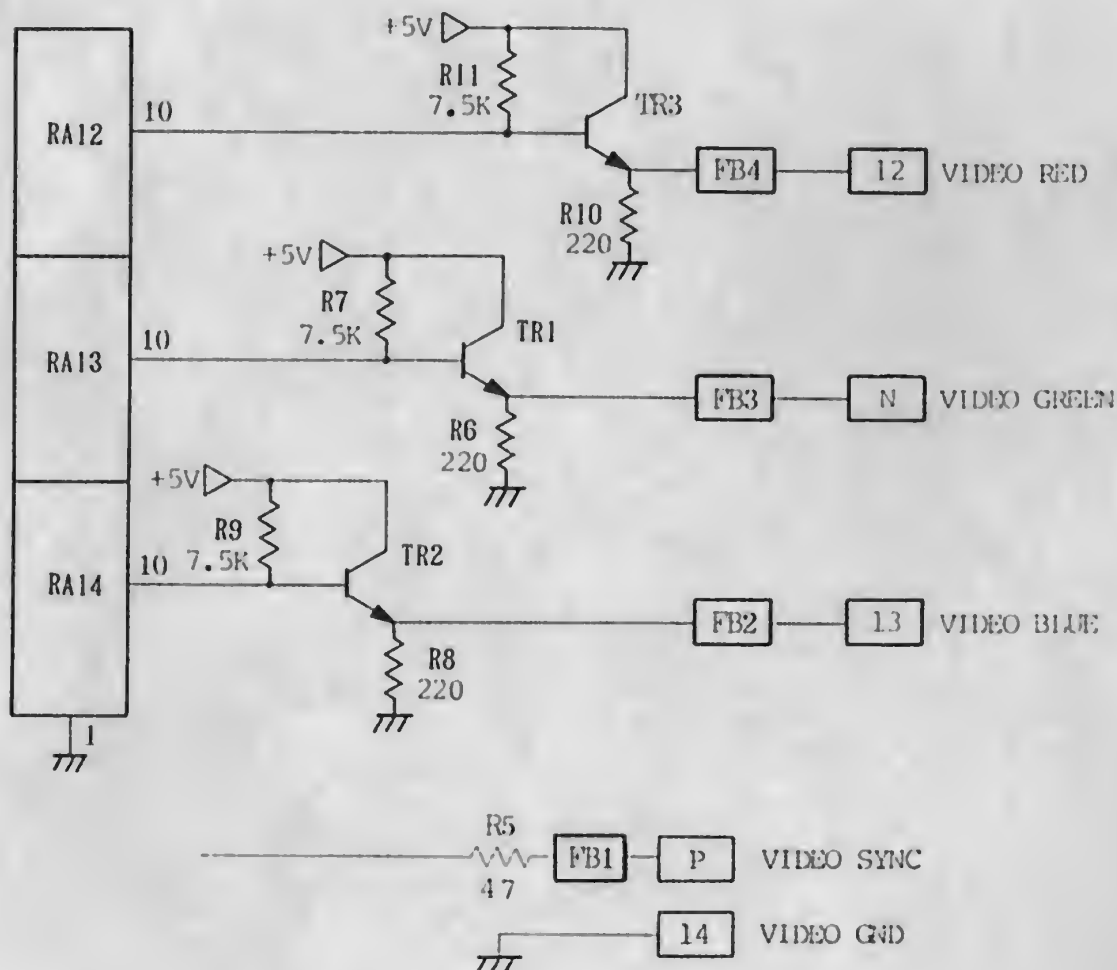 +5V
R11
7.5K
TR3
10
RA12
FB4
12
VIDEO RED
R10
220
+5V
R7
7.5K
TR1
10
RA13
FB3
N
VIDEO GREEN
R6
220
+5V
R9
7.5K
TR2
10
RA14
FB2
13
VIDEO BLUE
R8
220
1
R5
47
FB1
P
VIDEO SYNC
14
VIDEO GND